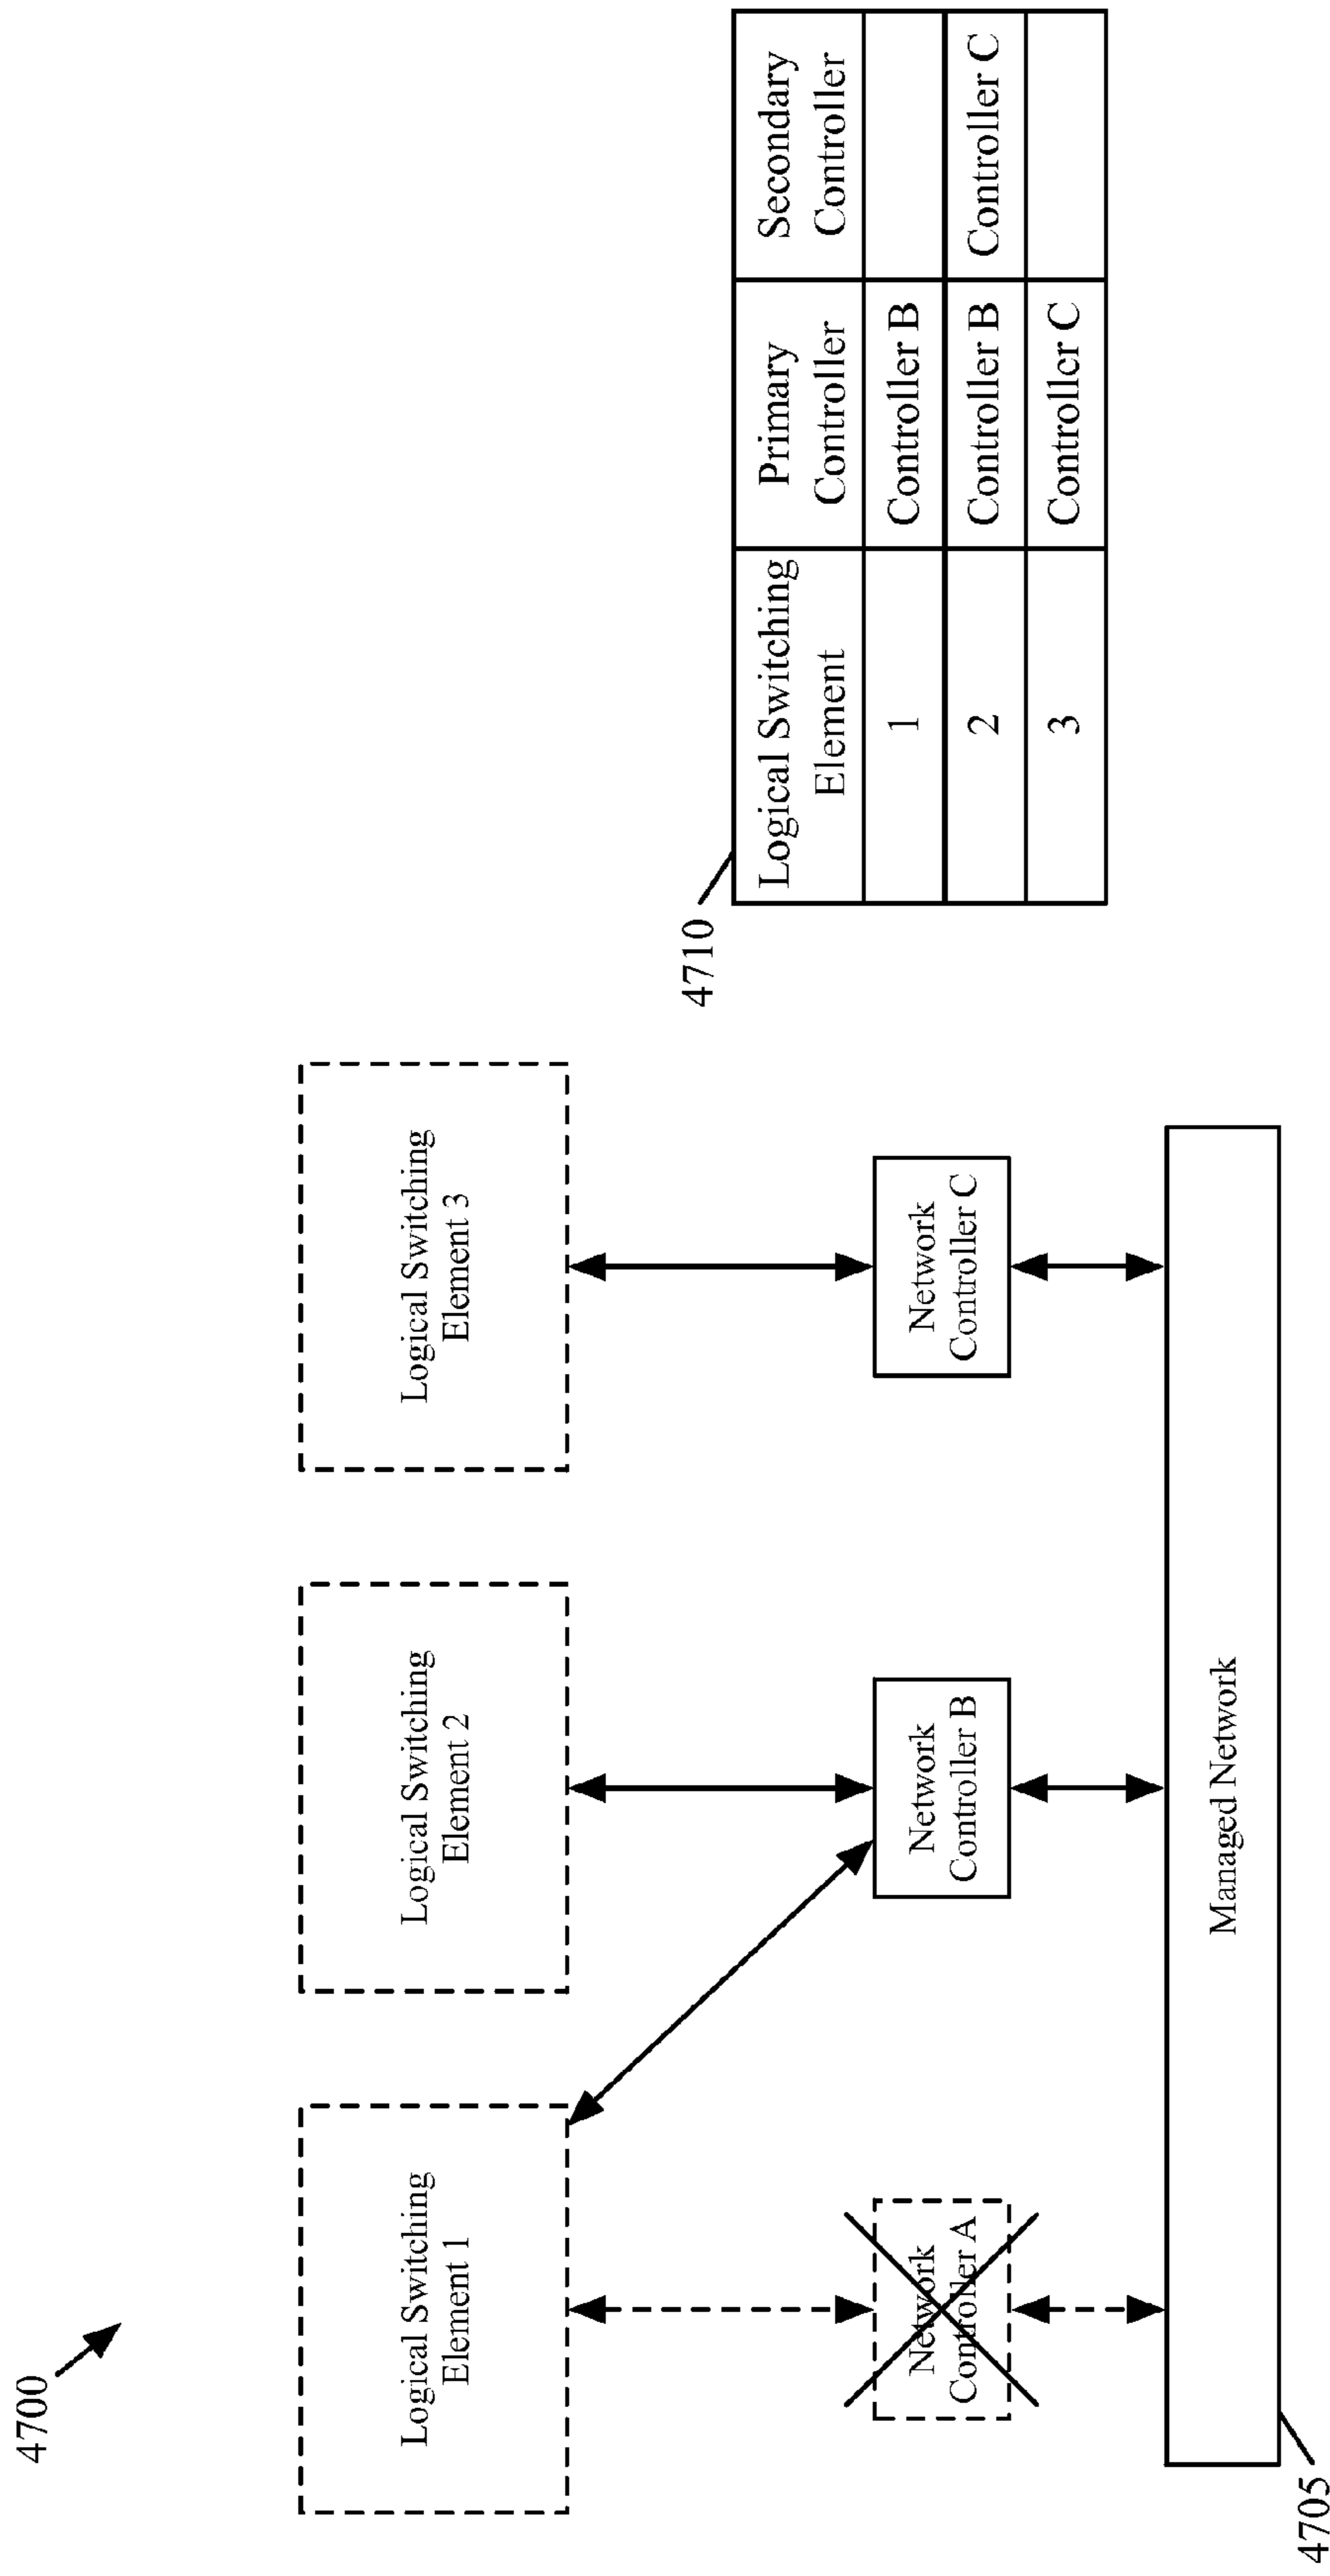 4700
Logical Switching
Element 1
Logical Switching
Element 2
Logical Switching
Element 3
Network
Controller A
Network
Controller B
Network
Controller C
Managed Network
4705
4710
Logical Switching
Element
Primary
Controller
Secondary
Controller
1
Controller B
2
Controller B
Controller C
3
Controller C